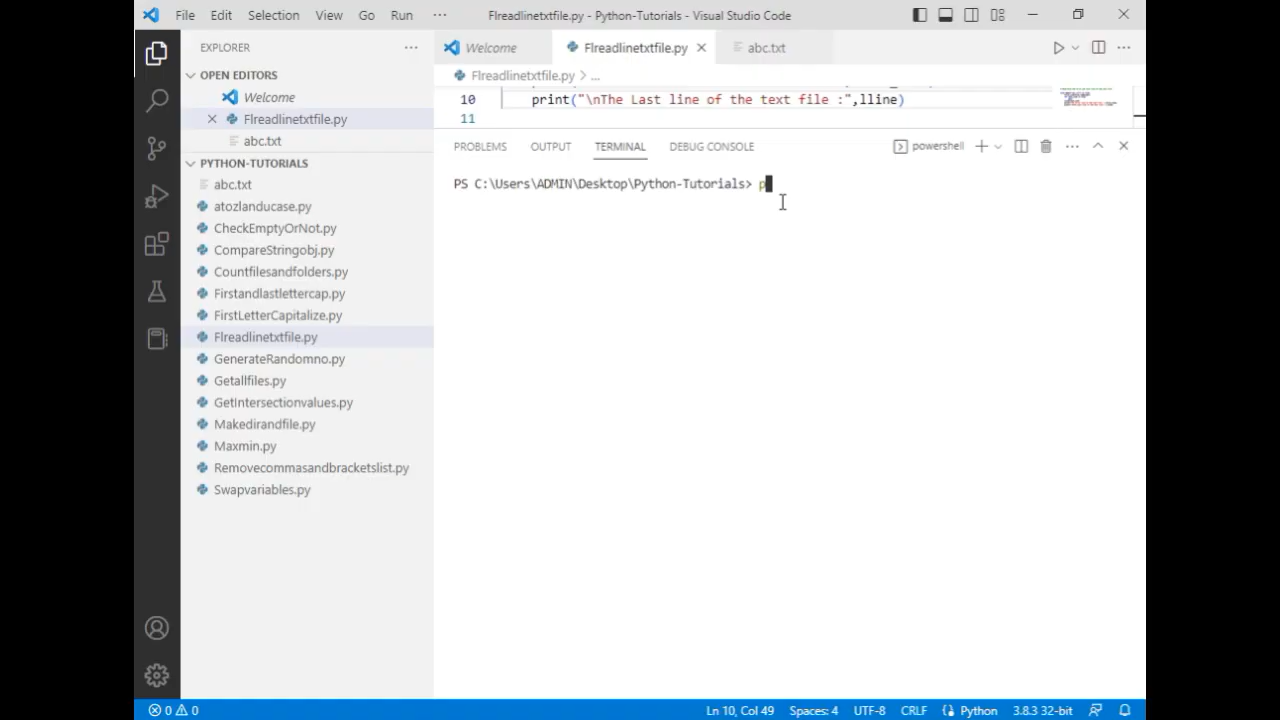 File Edit Selection View Go Run ··· Flreadlinetxtfile.py - Python-Tutorials - Visual Studio Code
EXPLORER ···
OPEN EDITORS
Welcome
Flreadlinetxtfile.py
abc.txt
PYTHON-TUTORIALS
abc.txt
atozlanducase.py
CheckEmptyOrNot.py
CompareStringobj.py
Countfilesandfolders.py
Firstandlastlettercap.py
FirstLetterCapitalize.py
Flreadlinetxtfile.py
GenerateRandomno.py
Getallfiles.py
GetIntersectionvalues.py
Makedirandfile.py
Maxmin.py
Removecommasandbracketslist.py
Swapvariables.py
Welcome Flreadlinetxtfile.py abc.txt
Flreadlinetxtfile.py > ...
10 print("\nThe Last line of the text file :",lline)
11
PROBLEMS OUTPUT TERMINAL DEBUG CONSOLE powershell
PS C:\Users\ADMIN\Desktop\Python-Tutorials> p
0 0 Ln 10, Col 49 Spaces: 4 UTF-8 CRLF Python 3.8.3 32-bit